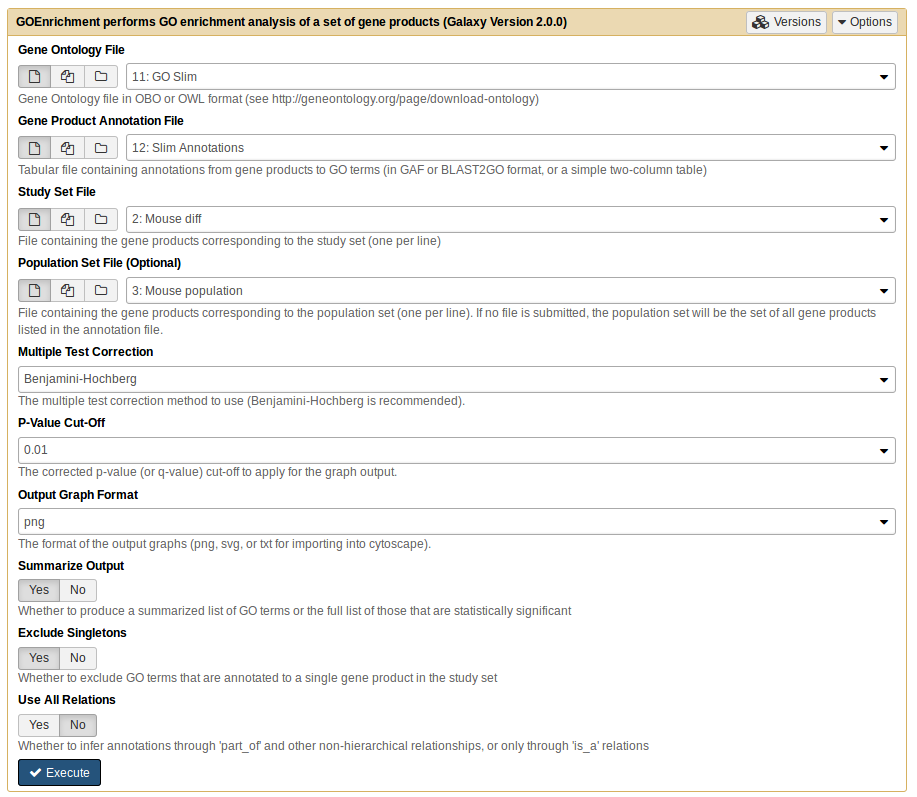 GOEnrichment performs GO enrichment analysis of a set of gene products (Galaxy Version 2.0.0) Versions Options
Gene Ontology File
11: GO Slim
Gene Ontology file in OBO or OWL format (see http://geneontology.org/page/download-ontology)
Gene Product Annotation File
12: Slim Annotations
Tabular file containing annotations from gene products to GO terms (in GAF or BLAST2GO format, or a simple two-column table)
Study Set File
2: Mouse diff
File containing the gene products corresponding to the study set (one per line)
Population Set File (Optional)
3: Mouse population
File containing the gene products corresponding to the population set (one per line). If no file is submitted, the population set will be the set of all gene products
listed in the annotation file.
Multiple Test Correction
Benjamini-Hochberg
The multiple test correction method to use (Benjamini-Hochberg is recommended).
P-Value Cut-Off
0.01
The corrected p-value (or q-value) cut-off to apply for the graph output.
Output Graph Format
png
The format of the output graphs (png, svg, or txt for importing into cytoscape).
Summarize Output
Yes No
Whether to produce a summarized list of GO terms or the full list of those that are statistically significant
Exclude Singletons
Yes No
Whether to exclude GO terms that are annotated to a single gene product in the study set
Use All Relations
Yes No
Whether to infer annotations through 'part_of' and other non-hierarchical relationships, or only through 'is_a' relations
Execute